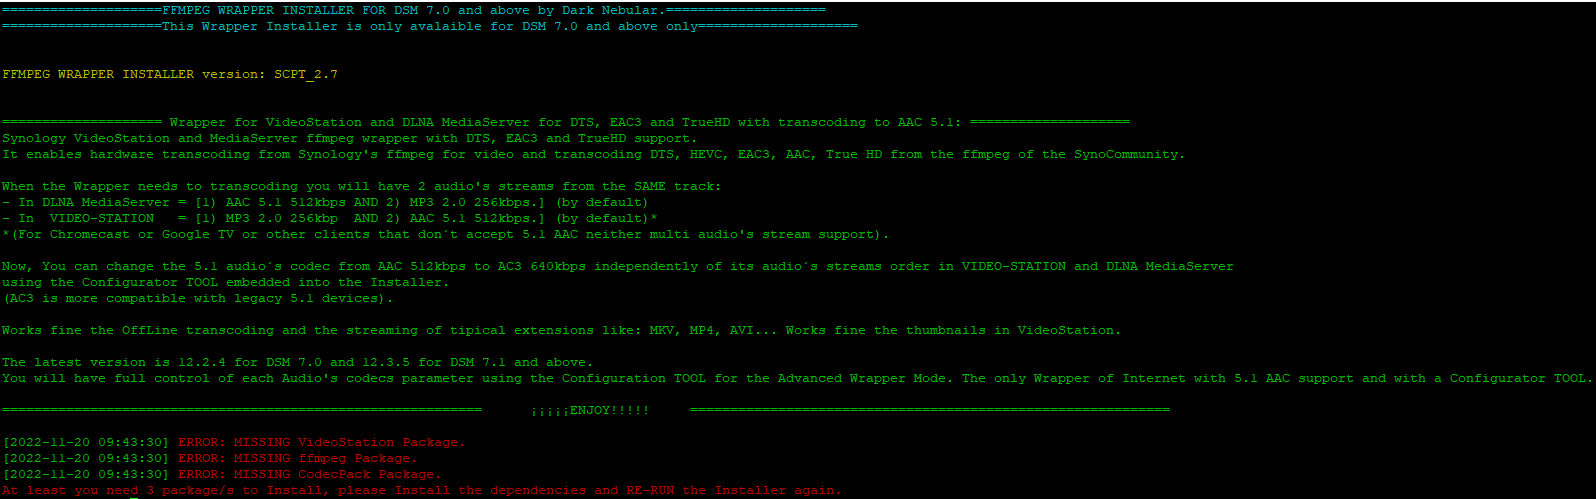 ====================FFMPEG WRAPPER INSTALLER FOR DSM 7.0 and above by Dark Nebular.====================
====================This Wrapper Installer is only avalaible for DSM 7.0 and above only====================
FFMPEG WRAPPER INSTALLER version: SCPT_2.7
==================== Wrapper for VideoStation and DLNA MediaServer for DTS, EAC3 and TrueHD with transcoding to AAC 5.1: ====================
Synology VideoStation and MediaServer ffmpeg wrapper with DTS, EAC3 and TrueHD support.
It enables hardware transcoding from Synology's ffmpeg for video and transcoding DTS, HEVC, EAC3, AAC, True HD from the ffmpeg of the SynoCommunity.
When the Wrapper needs to transcoding you will have 2 audio's streams from the SAME track:
- In DLNA MediaServer = [1) AAC 5.1 512kbps AND 2) MP3 2.0 256kbps.] (by default)
- In  VIDEO-STATION   = [1) MP3 2.0 256kbp  AND 2) AAC 5.1 512kbps.] (by default)*
*(For Chromecast or Google TV or other clients that don´t accept 5.1 AAC neither multi audio's stream support).
Now, You can change the 5.1 audio´s codec from AAC 512kbps to AC3 640kbps independently of its audio´s streams order in VIDEO-STATION and DLNA MediaServer
using the Configurator TOOL embedded into the Installer.
(AC3 is more compatible with legacy 5.1 devices).
Works fine the OffLine transcoding and the streaming of tipical extensions like: MKV, MP4, AVI... Works fine the thumbnails in VideoStation.
The latest version is 12.2.4 for DSM 7.0 and 12.3.5 for DSM 7.1 and above.
You will have full control of each Audio's codecs parameter using the Configuration TOOL for the Advanced Wrapper Mode. The only Wrapper of Internet with 5.1 AAC support and with a Configurator TOOL.
============================================================      ¡¡¡¡¡ENJOY!!!!!     ============================================================
[2022-11-20 09:43:30] ERROR: MISSING VideoStation Package.
[2022-11-20 09:43:30] ERROR: MISSING ffmpeg Package.
[2022-11-20 09:43:30] ERROR: MISSING CodecPack Package.
At least you need 3 package/s to Install, please Install the dependencies and RE-RUN the Installer again.